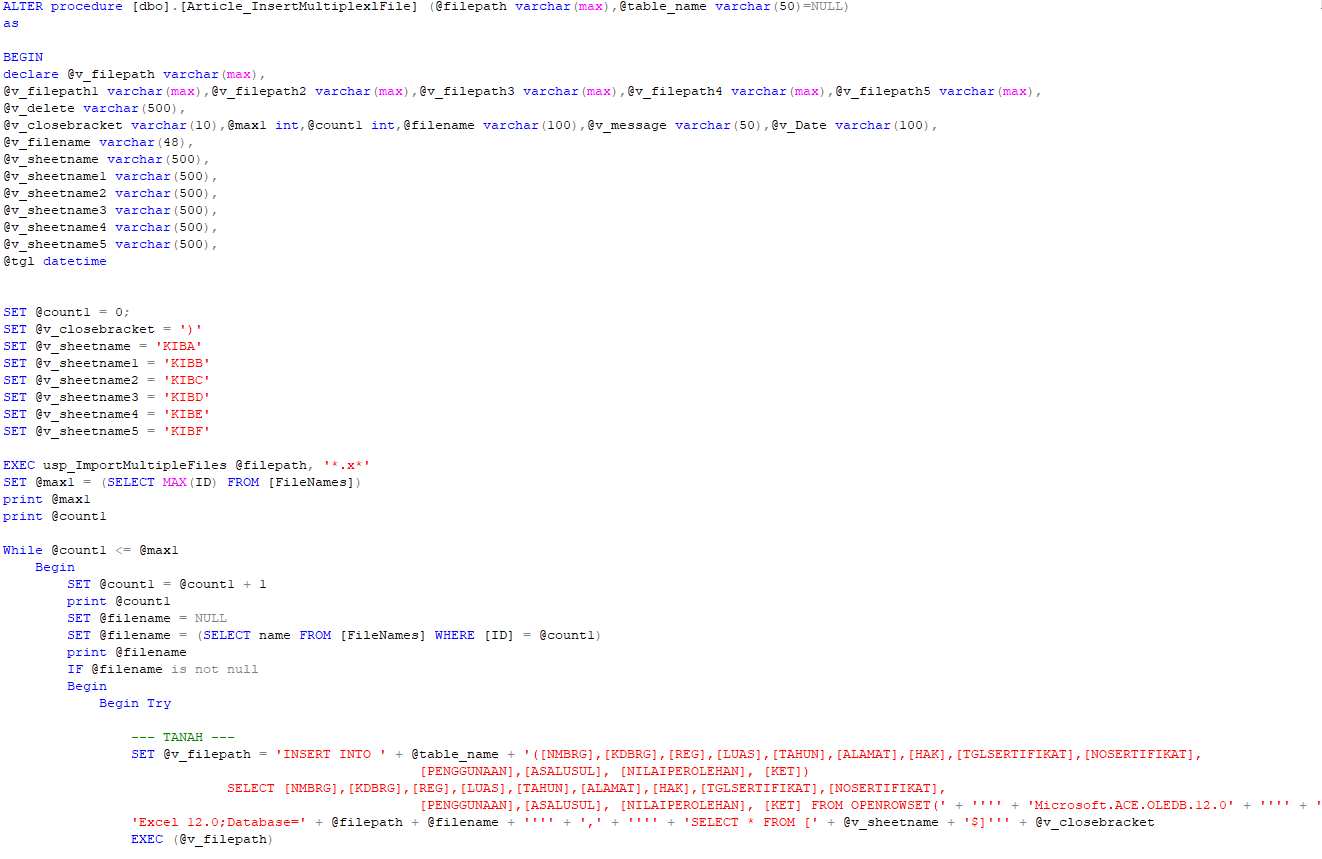 ALTER procedure [dbo].[Article_InsertMultiplexlFile] (@filepath varchar(max),@table_name varchar(50)=NULL)
as
BEGIN
declare @v_filepath varchar(max),
@v_filepath1 varchar(max),@v_filepath2 varchar(max),@v_filepath3 varchar(max),@v_filepath4 varchar(max),@v_filepath5 varchar(max),
@v_delete varchar(500),
@v_closebracket varchar(10),@max1 int,@count1 int,@filename varchar(100),@v_message varchar(50),@v_Date varchar(100),
@v_filename varchar(48),
@v_sheetname varchar(500),
@v_sheetname1 varchar(500),
@v_sheetname2 varchar(500),
@v_sheetname3 varchar(500),
@v_sheetname4 varchar(500),
@v_sheetname5 varchar(500),
@tgl datetime
SET @count1 = 0;
SET @v_closebracket = ')'
SET @v_sheetname = 'KIBA'
SET @v_sheetname1 = 'KIBB'
SET @v_sheetname2 = 'KIBC'
SET @v_sheetname3 = 'KIBD'
SET @v_sheetname4 = 'KIBE'
SET @v_sheetname5 = 'KIBF'
EXEC usp_ImportMultipleFiles @filepath, '*.x*'
SET @max1 = (SELECT MAX(ID) FROM [FileNames])
print @max1
print @count1
While @count1 <= @max1
Begin
SET @count1 = @count1 + 1
print @count1
SET @filename = NULL
SET @filename = (SELECT name FROM [FileNames] WHERE [ID] = @count1)
print @filename
IF @filename is not null
Begin
Begin Try
--- TANAH ---
SET @v_filepath = 'INSERT INTO ' + @table_name + '([NMBRG],[KDBRG],[REG],[LUAS],[TAHUN],[ALAMAT],[HAK],[TGLSERTIFIKAT],[NOSERTIFIKAT],
[PENGGUNAAN],[ASALUSUL], [NILAIPEROLEHAN], [KET])
SELECT [NMBRG],[KDBRG],[REG],[LUAS],[TAHUN],[ALAMAT],[HAK],[TGLSERTIFIKAT],[NOSERTIFIKAT],
[PENGGUNAAN],[ASALUSUL], [NILAIPEROLEHAN], [KET] FROM OPENROWSET(' + '''' + 'Microsoft.ACE.OLEDB.12.0' + '''' + '
'Excel 12.0;Database=' + @filepath + @filename + '''' + ',' + '''' + 'SELECT * FROM [' + @v_sheetname + '$]''' + @v_closebracket
EXEC (@v_filepath)